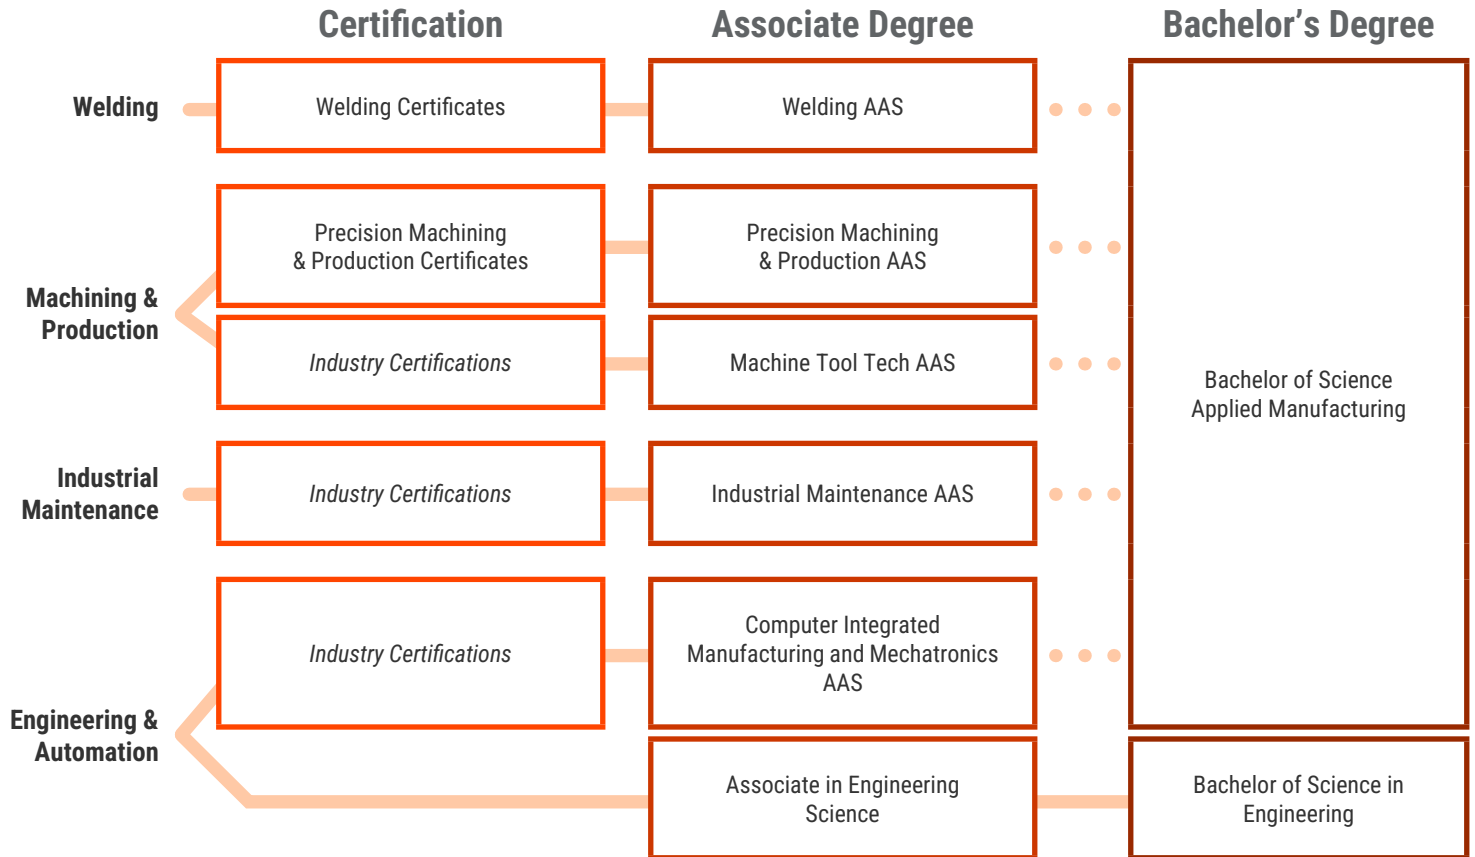 Certification
Associate Degree
Bachelor’s Degree
Welding
Welding Certificates
Welding AAS
Machining &
Production
Precision Machining
& Production Certificates
Precision Machining
& Production AAS
Industry Certifications
Machine Tool Tech AAS
Bachelor of Science
Applied Manufacturing
Industrial
Maintenance
Industry Certifications
Industrial Maintenance AAS
Engineering &
Automation
Industry Certifications
Computer Integrated
Manufacturing and Mechatronics
AAS
Associate in Engineering
Science
Bachelor of Science in
Engineering